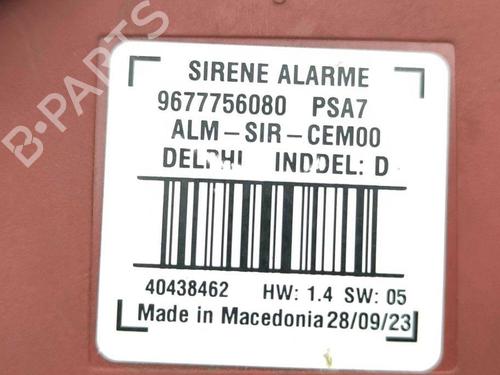 SIRENE ALARME
9677756080 PSA7
ALM-SIR-CEM00
DELPHI INDDEL: D
40438462 HW: 1.4 SW: 05
Made in Macedonia 28/09/23
B-PARTS